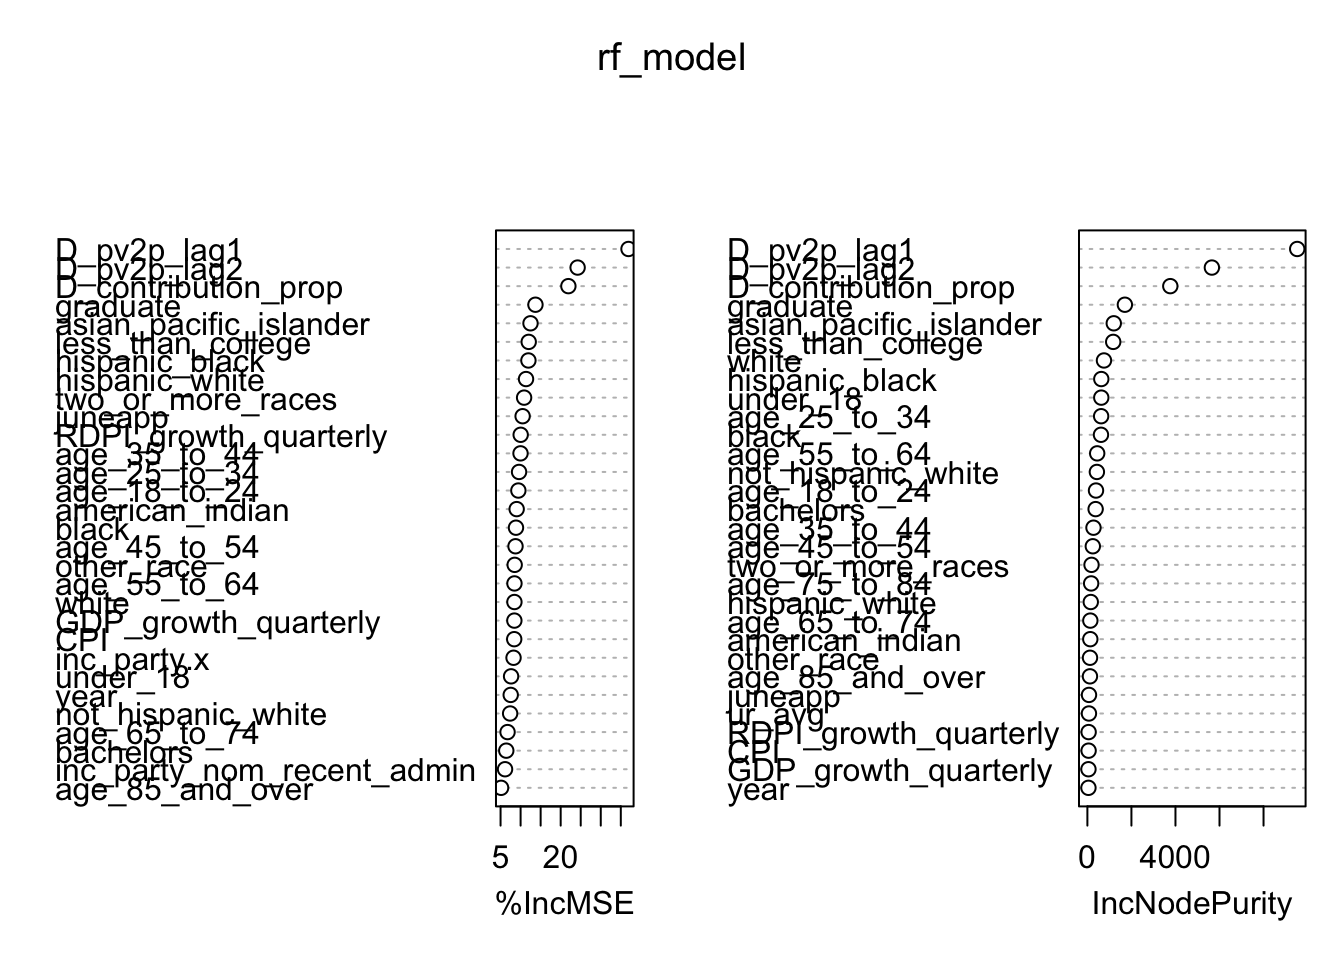 rf_model
D_pv2p_lag1
D_pv2p_lag2
D_contribution_prop
graduate
asian_pacific_islander
less_than_college
hispanic_black
hispanic_white
two_or_more_races
juneapp
RDPI_growth_quarterly
age_35_to_44
age_25_to_34
age_18_to_24
american_indian
black
age_45_to_54
other_race
age_55_to_64
white
GDP_growth_quarterly
CPI
inc_party.x
under_18
year
not_hispanic_white
age_65_to_74
bachelors
inc_party_nom_recent_admin
age_85_and_over
5 20
%IncMSE
D_pv2p_lag1
D_pv2p_lag2
D_contribution_prop
graduate
asian_pacific_islander
less_than_college
white
hispanic_black
under_18
age_25_to_34
black
age_55_to_64
not_hispanic_white
age_18_to_24
bachelors
age_35_to_44
age_45_to_54
two_or_more_races
age_75_to_84
hispanic_white
age_65_to_74
american_indian
other_race
age_85_and_over
juneapp
ur_avg
RDPI_growth_quarterly
CPI
GDP_growth_quarterly
year
0 4000
IncNodePurity